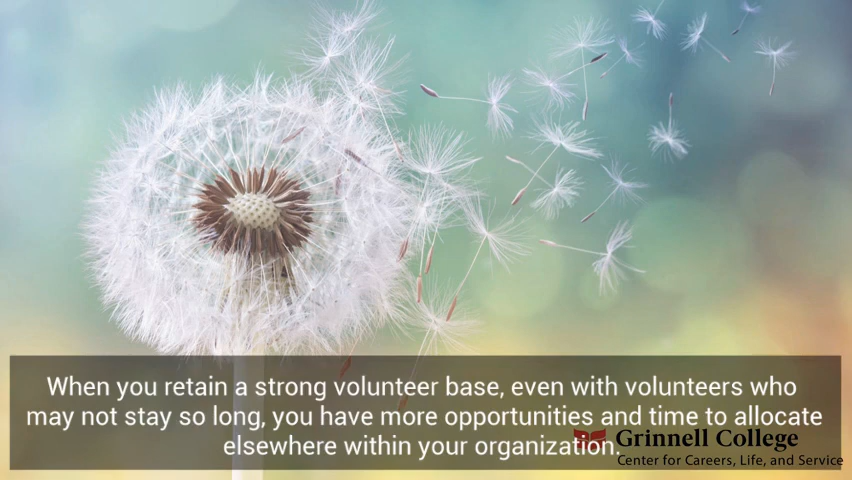 When you retain a strong volunteer base, even with volunteers who
may not stay so long, you have more opportunities and time to allocate
elsewhere within your organization.
Grinnell College
Center for Careers, Life, and Service